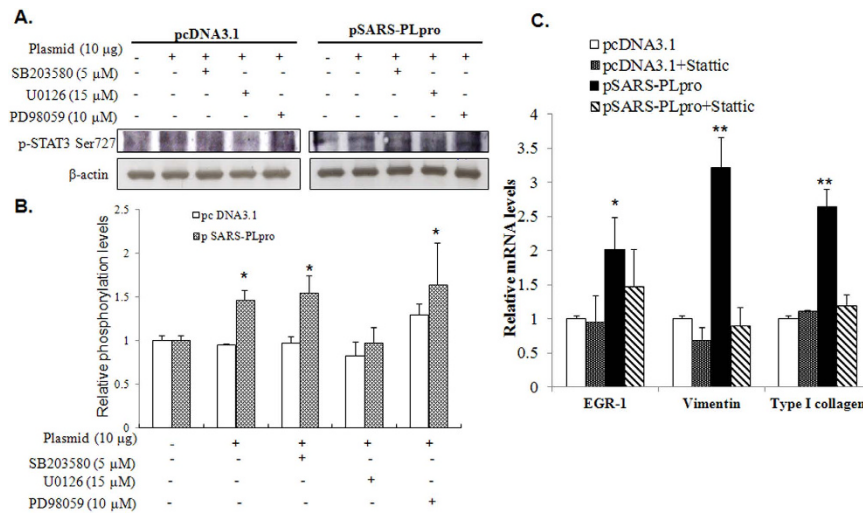 A.
pcDNA3.1 pSARS-PLpro
Plasmid (10 µg) - + + + + - + + + +
SB203580 (5 µM) - - + - - - - + - -
U0126 (15 µM) - - - + - - - - + -
PD98059 (10 µM) - - - - + - - - - +
p-STAT3 Ser727
β-actin
B.
Relative phosphorylation levels
2.5
2
1.5
1
0.5
0
pc DNA3.1
p SARS-PLpro
* * *
Plasmid (10 µg) - + + + +
SB203580 (5 µM) - - + - -
U0126 (15 µM) - - - + -
PD98059 (10 µM) - - - - +
C.
pcDNA3.1
pcDNA3.1+Stattic
pSARS-PLpro
pSARS-PLpro+Stattic
Relative mRNA levels
4
3.5
3
2.5
2
1.5
1
0.5
0
* ** **
EGR-1 Vimentin Type I collagen